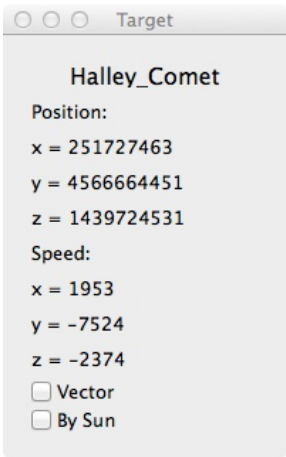 Target
Halley_Comet
Position:
x = 251727463
y = 4566664451
z = 1439724531
Speed:
x = 1953
y = -7524
z = -2374
Vector
By Sun